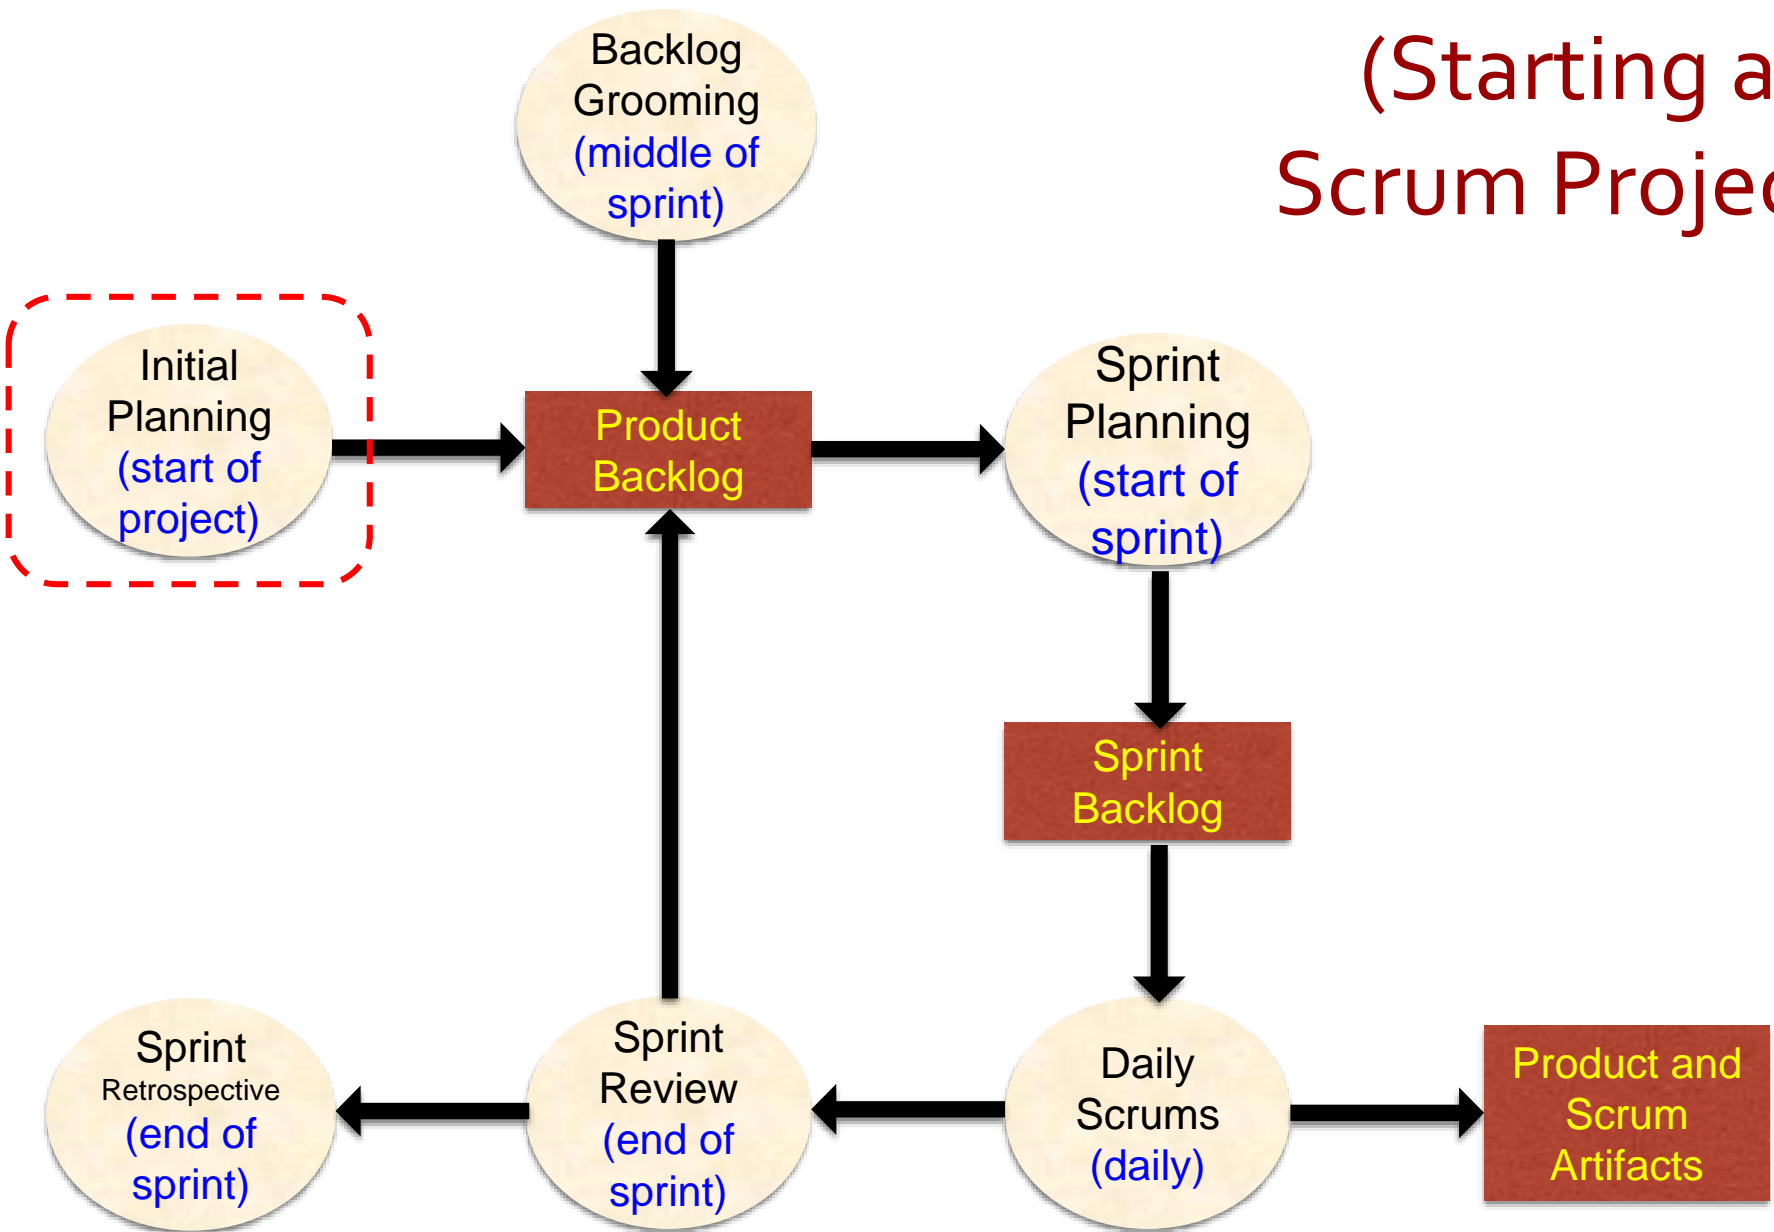 (Starting a
Scrum Projec
Backlog
Grooming
(middle of
sprint)
Initial
Planning
(start of
project)
Product
Backlog
Sprint
Planning
(start of
sprint)
Sprint
Backlog
Sprint
Retrospective
(end of
sprint)
Sprint
Review
(end of
sprint)
Daily
Scrums
(daily)
Product and
Scrum
Artifacts